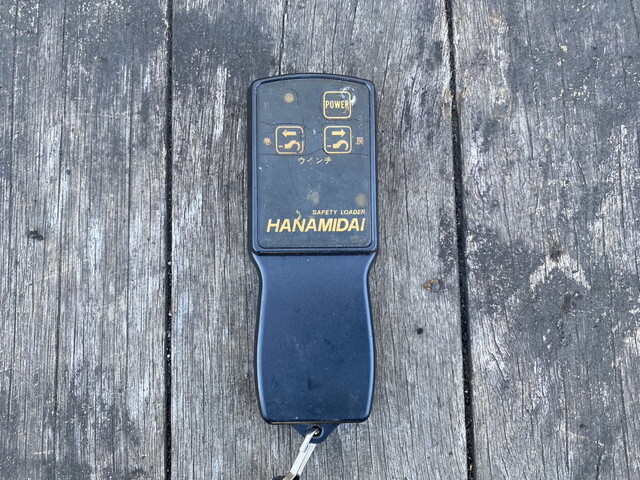 POWER
巻 戻
ウインチ
SAFETY LOADER
HANAMIDAI